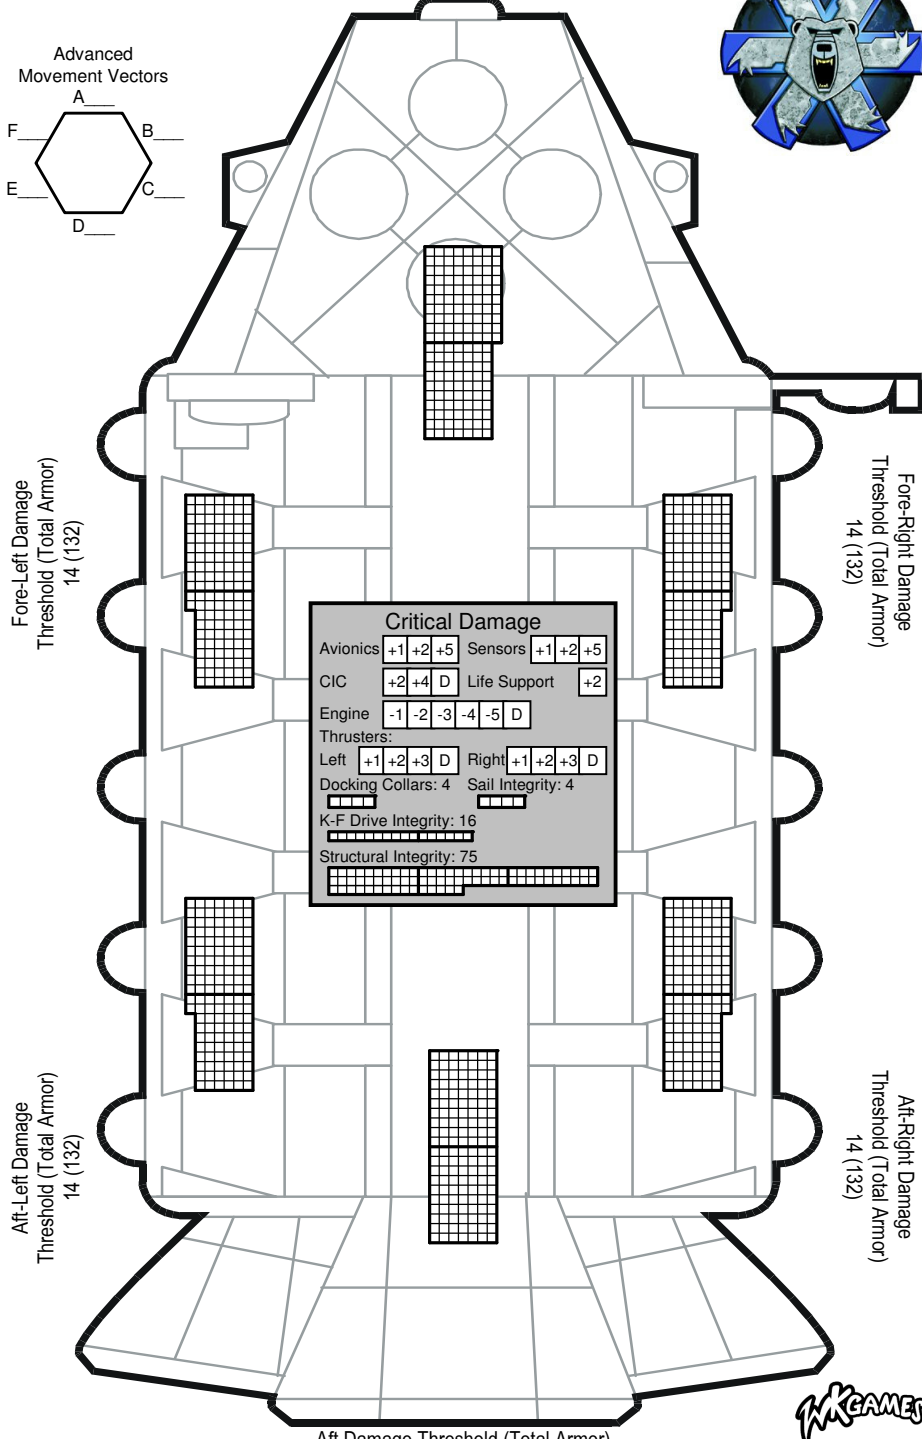 Advanced
Movement Vectors
A___
F___
B___
E___
C___
D___
Fore-Left Damage
Threshold (Total Armor)
14 (132)
Fore-Right Damage
Threshold (Total Armor)
14 (132)
Critical Damage
Avionics +1 +2 +5 Sensors +1 +2 +5
CIC +2 +4 D Life Support +2
Engine -1 -2 -3 -4 -5 D
Thrusters:
Left +1 +2 +3 D Right +1 +2 +3 D
Docking Collars: 4 Sail Integrity: 4
K-F Drive Integrity: 16
Structural Integrity: 75
Aft-Left Damage
Threshold (Total Armor)
14 (132)
Aft-Right Damage
Threshold (Total Armor)
14 (132)
WKGAMES
Aft Damage Threshold (Total Armor)